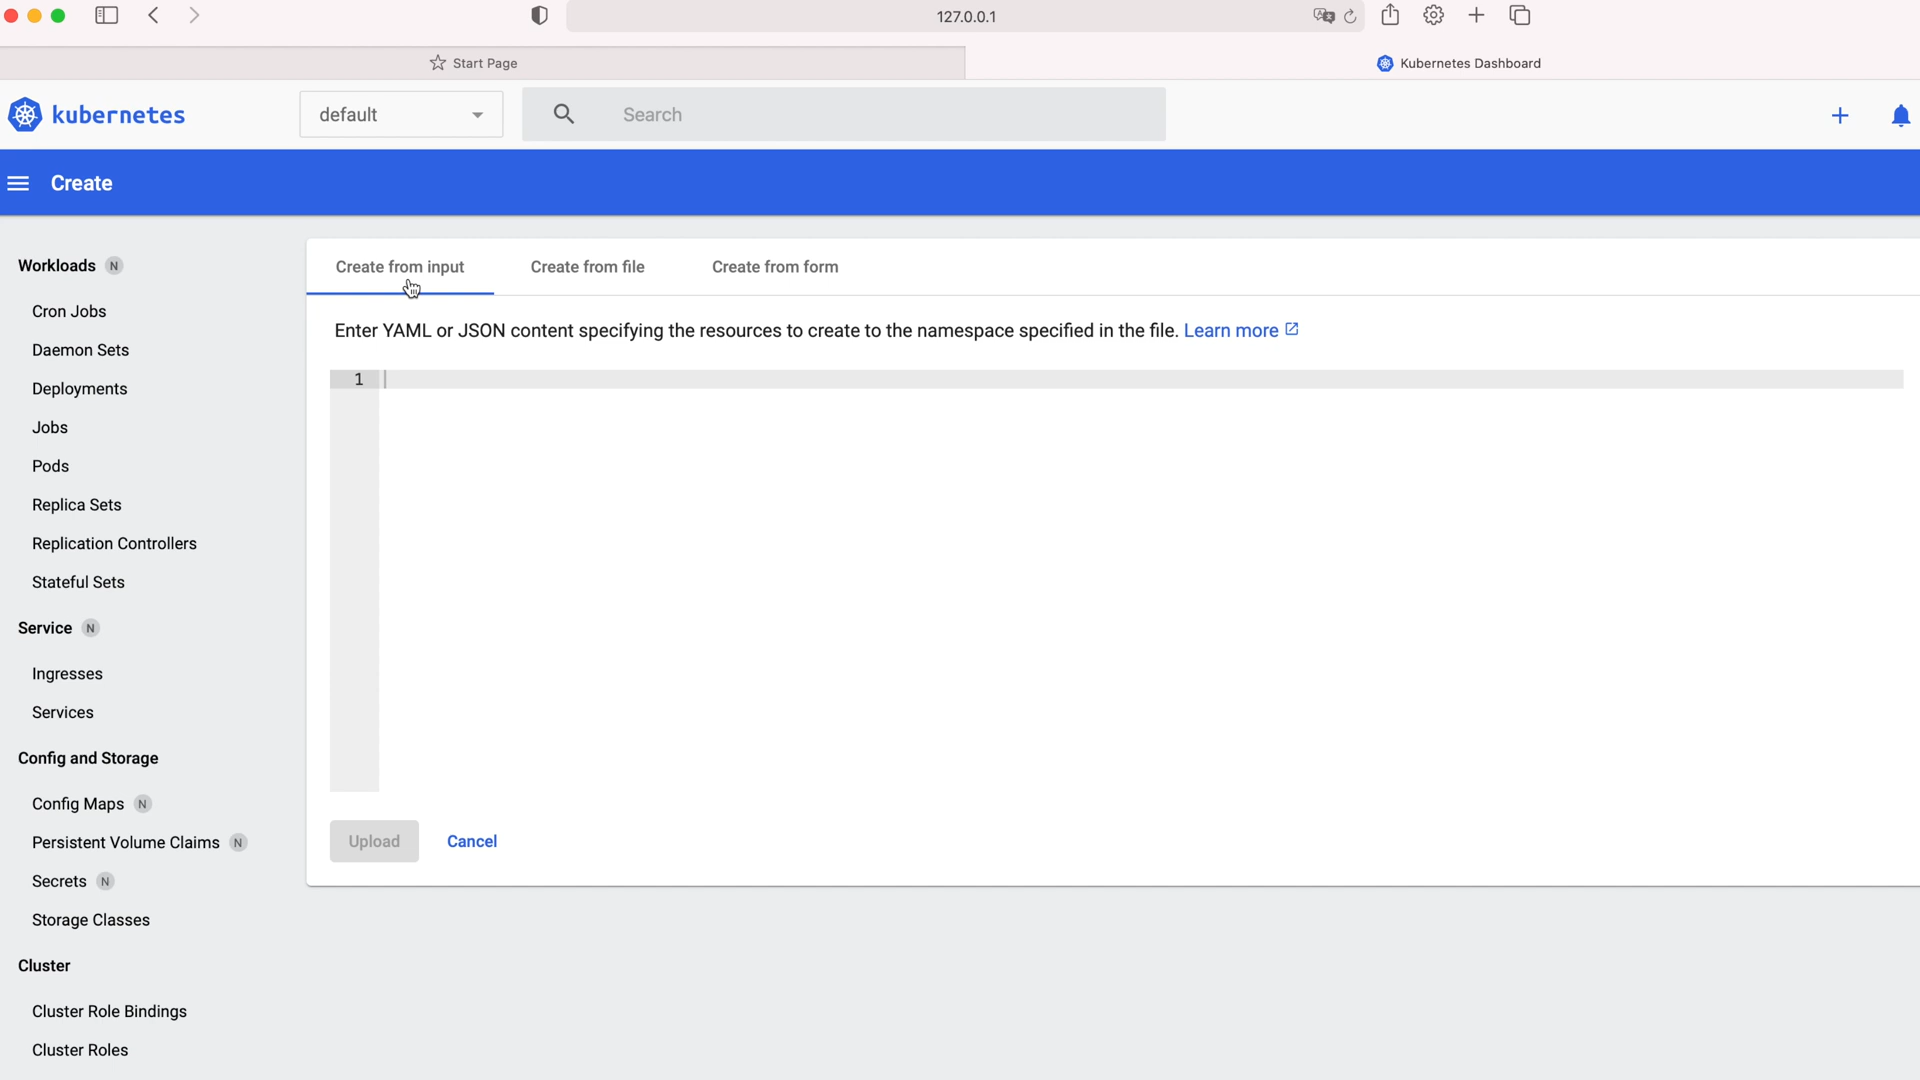 127.0.0.1
Start Page
Kubernetes Dashboard
kubernetes
default
Search
Create
Workloads N
Cron Jobs
Daemon Sets
Deployments
Jobs
Pods
Replica Sets
Replication Controllers
Stateful Sets
Service N
Ingresses
Services
Config and Storage
Config Maps N
Persistent Volume Claims N
Secrets N
Storage Classes
Cluster
Cluster Role Bindings
Cluster Roles
Create from input
Create from file
Create from form
Enter YAML or JSON content specifying the resources to create to the namespace specified in the file. Learn more
1
Upload
Cancel